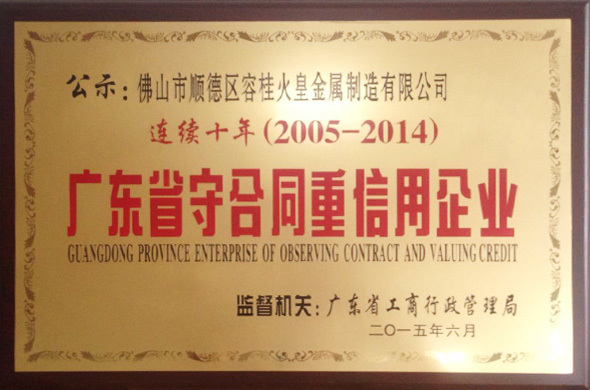 公示：佛山市顺德区容桂火皇金属制造有限公司
连续十年(2005-2014)
广东省守合同重信用企业
GUANGDONG PROVINCE ENTERPRISE OF OBSERVING CONTRACT AND VALUING CREDIT
监督机关：广东省工商行政管理局
二〇一五年六月